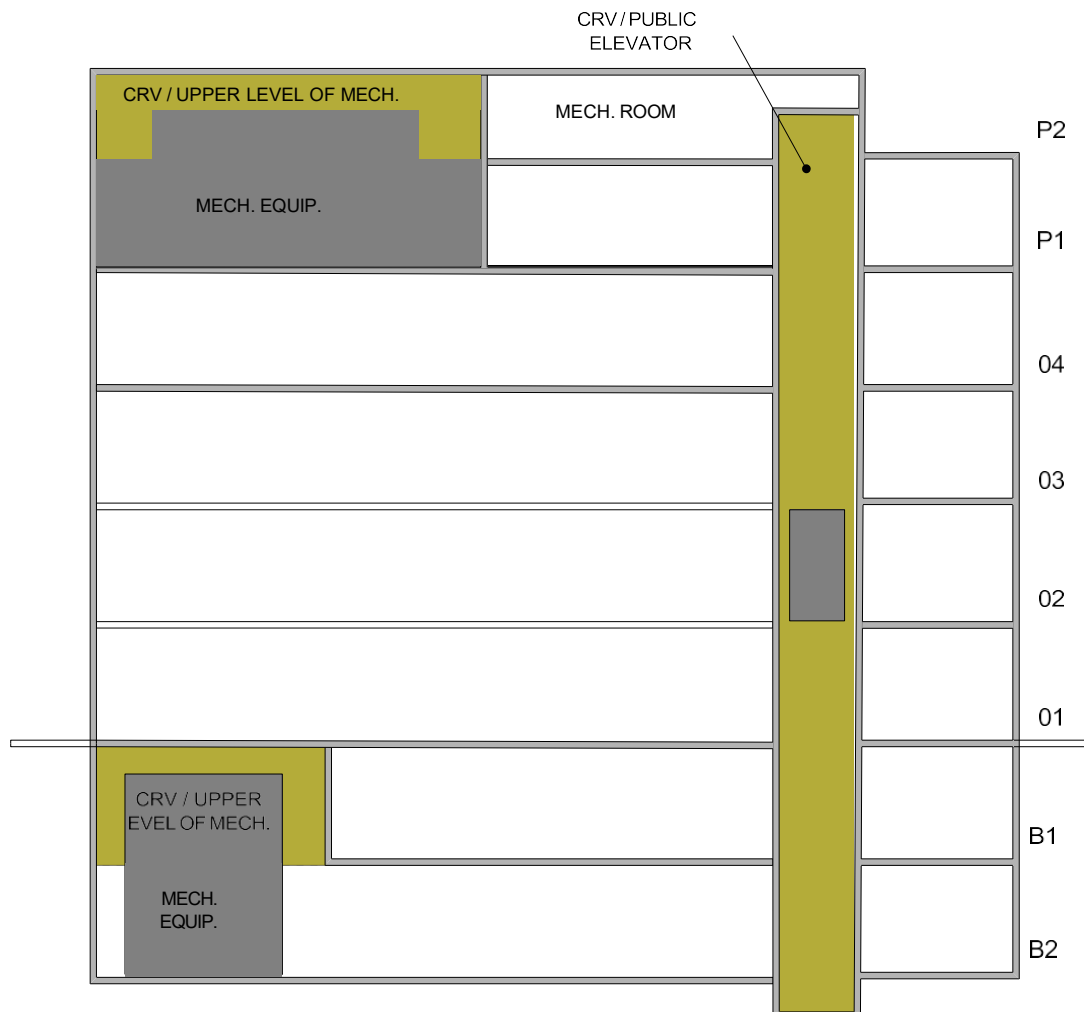 CRV / PUBLIC
ELEVATOR
CRV / UPPER LEVEL OF MECH.
MECH. ROOM
P2
MECH. EQUIP.
P1
04
03
02
01
CRV / UPPER
EVEL OF MECH.
B1
MECH.
EQUIP.
B2